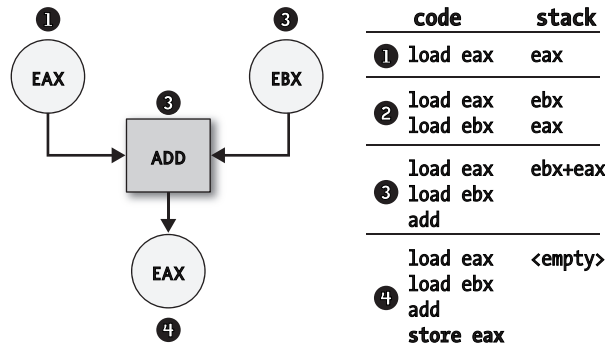 ❶ ❸
EAX EBX
❸
ADD
EAX
❹
code stack
❶ load eax eax
load eax ebx
❷
load ebx eax
load eax ebx+eax
❸ load ebx
add
load eax <empty>
load ebx
❹
add
store eax